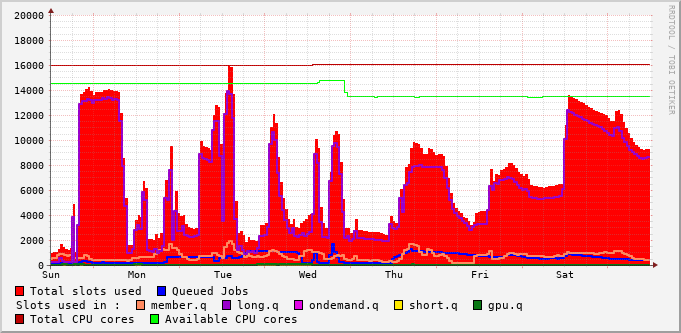 20000
18000
16000
14000
12000
10000
8000
6000
4000
2000
0
Sun Mon Tue Wed Thu Fri Sat
RRDTOOL / TOBI OETIKER
Total slots used Queued Jobs
Slots used in : member.q long.q ondemand.q short.q gpu.q
Total CPU cores Available CPU cores